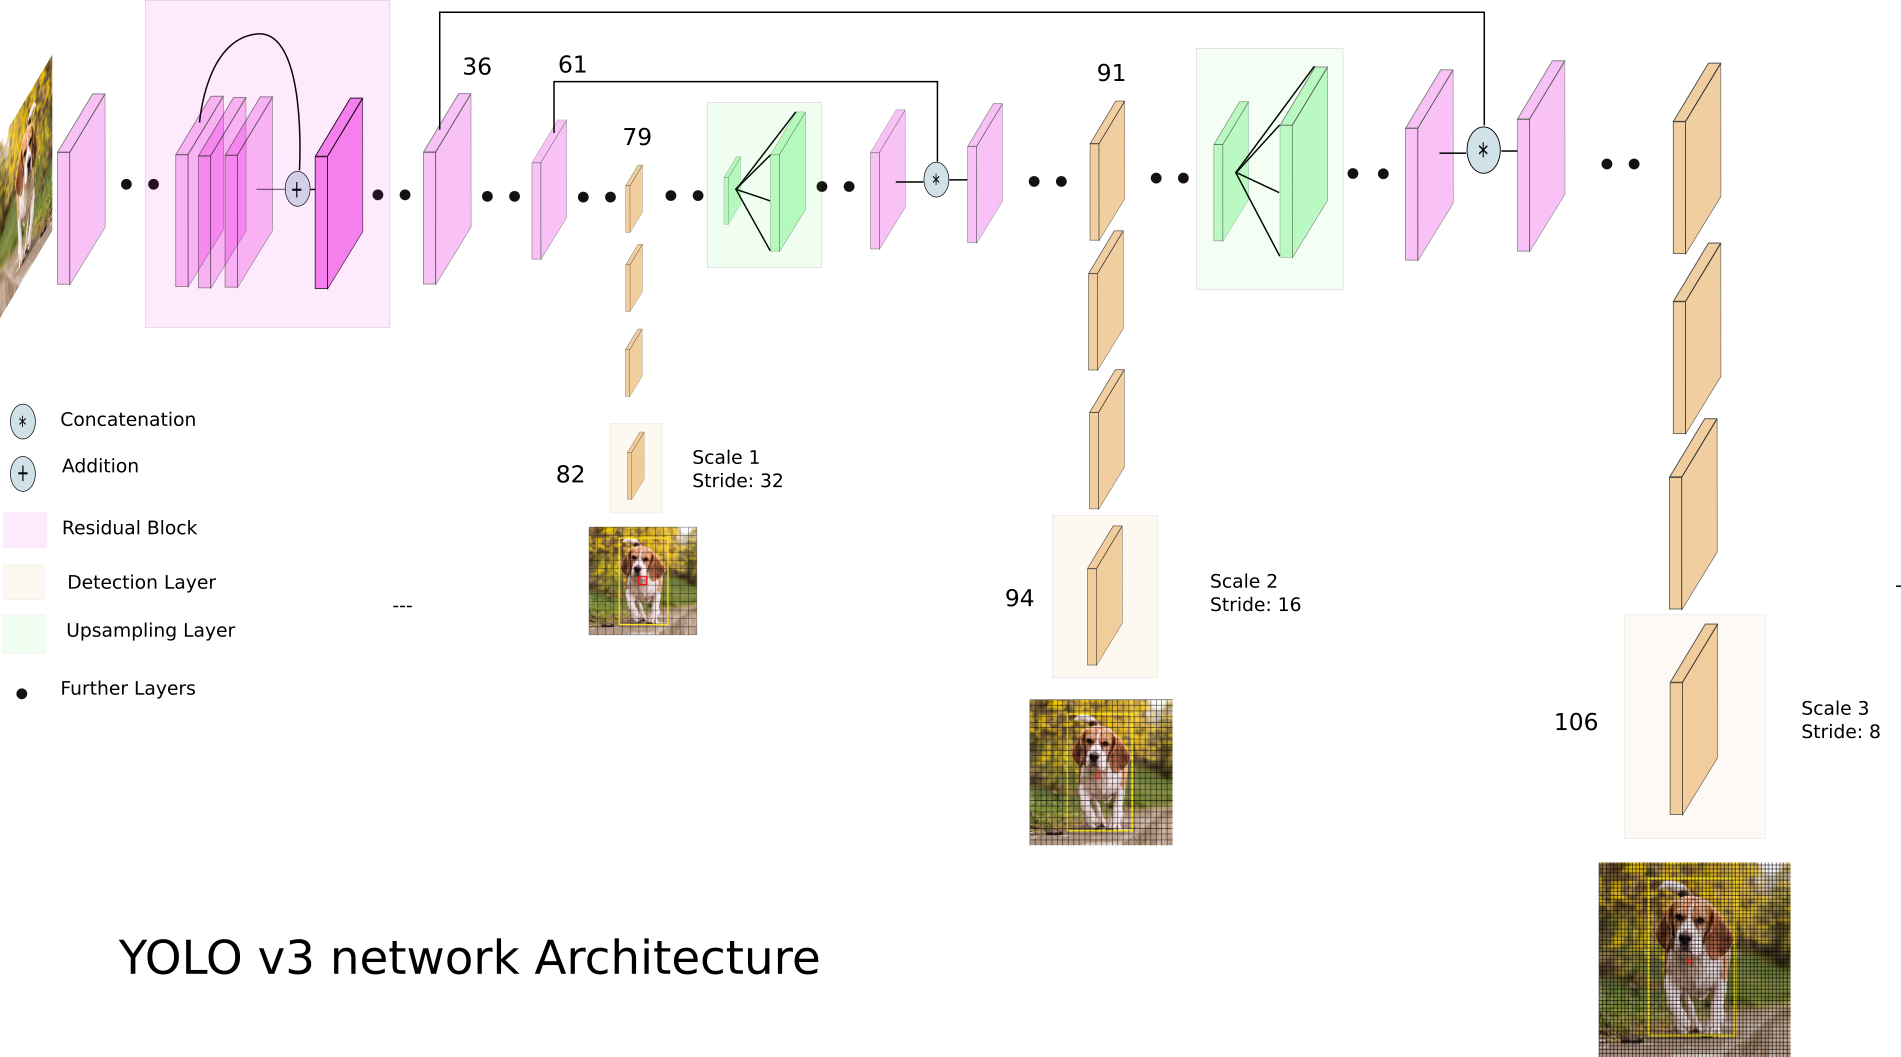 36
61
79
91
*
*
+
* Concatenation
+ Addition
Residual Block
Detection Layer
Upsampling Layer
Further Layers
---
82
Scale 1
Stride: 32
94
Scale 2
Stride: 16
106
Scale 3
Stride: 8
-
YOLO v3 network Architecture